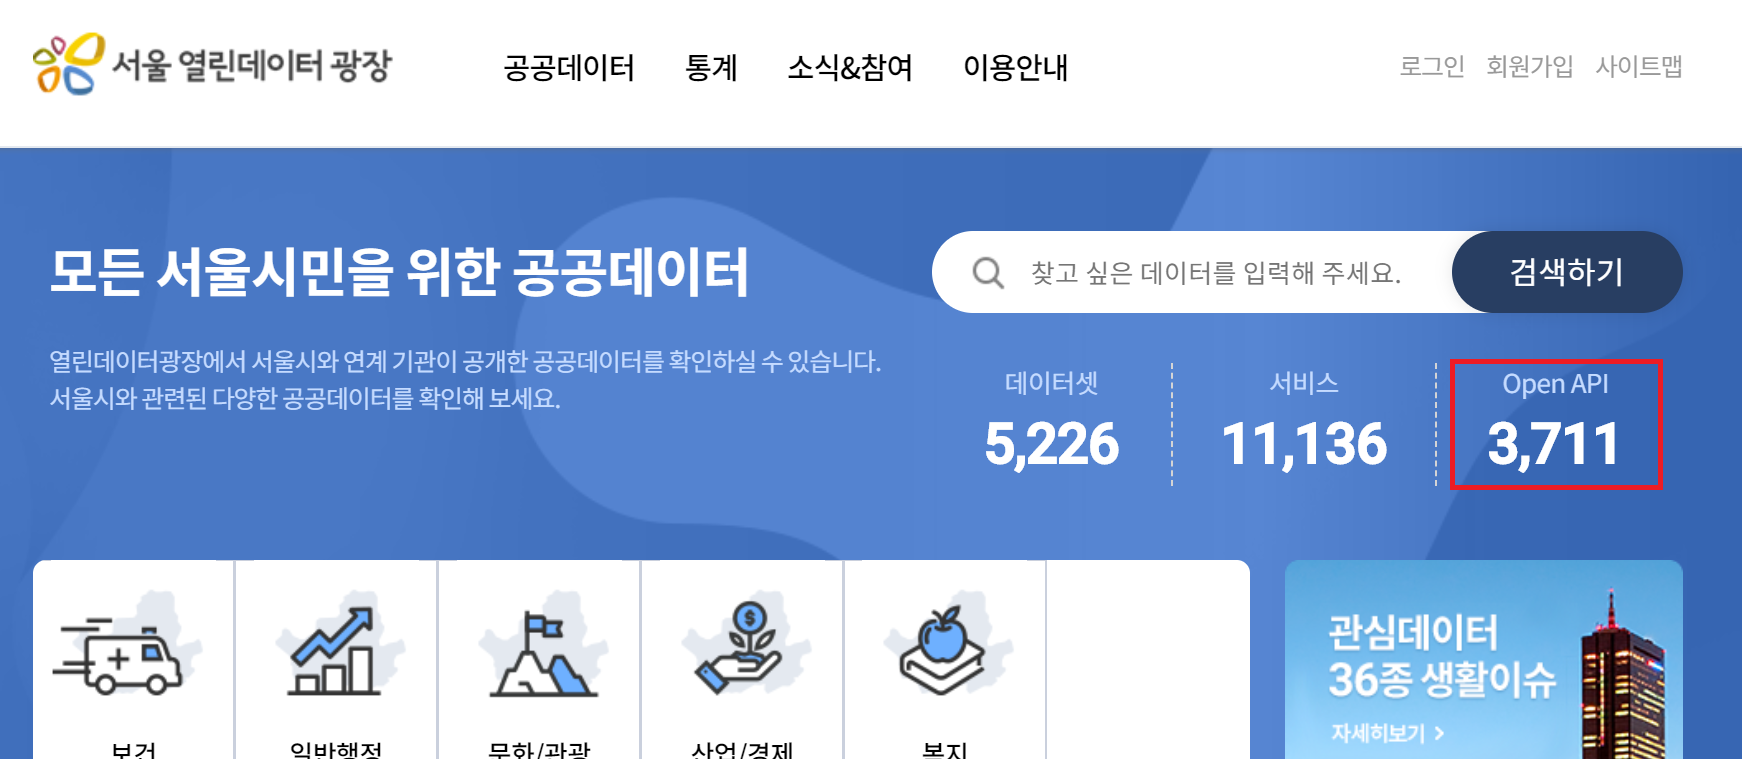 서울 열린데이터 광장
공공데이터 통계 소식&참여 이용안내
로그인 회원가입 사이트맵
모든 서울시민을 위한 공공데이터
열린데이터광장에서 서울시와 연계 기관이 공개한 공공데이터를 확인하실 수 있습니다.
서울시와 관련된 다양한 공공데이터를 확인해 보세요.
찾고 싶은 데이터를 입력해 주세요.
검색하기
데이터셋 서비스 Open API
5,226 11,136 3,711
보건 일반행정 문화/관광 산업/경제 복지
관심데이터
36종 생활이슈
자세히보기 >